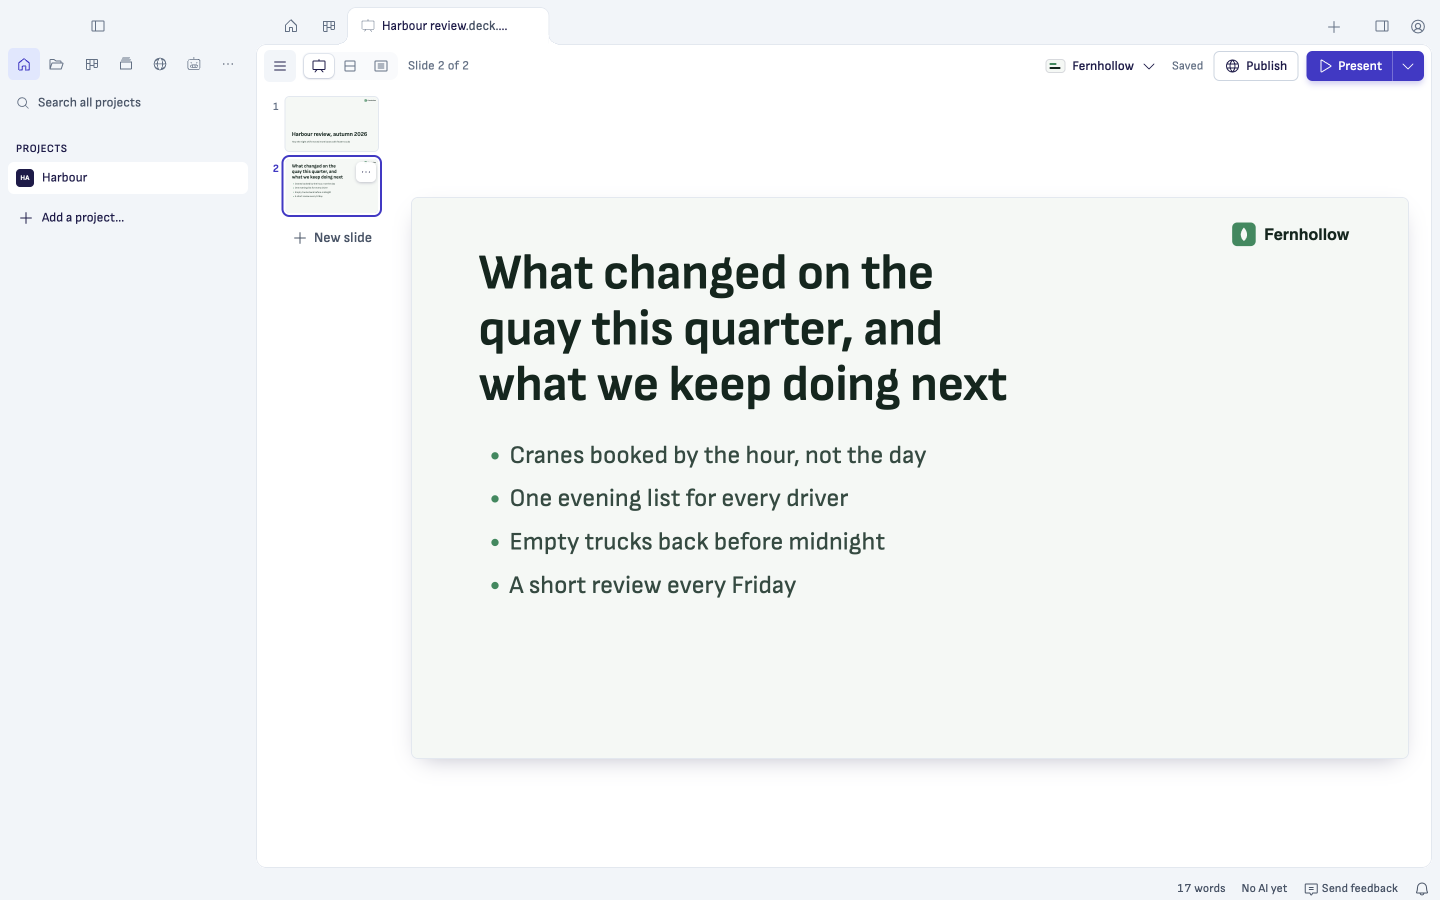 Harbour review.deck....
Slide 2 of 2
Fernhollow
Saved
Publish
Present
Search all projects
PROJECTS
HA
Harbour
Add a project...
1
Harbour review, autumn 2026
2
What changed on the
quay this quarter, and
what we keep doing next
New slide
Fernhollow
What changed on the
quay this quarter, and
what we keep doing next
• Cranes booked by the hour, not the day
• One evening list for every driver
• Empty trucks back before midnight
• A short review every Friday
17 words
No AI yet
Send feedback